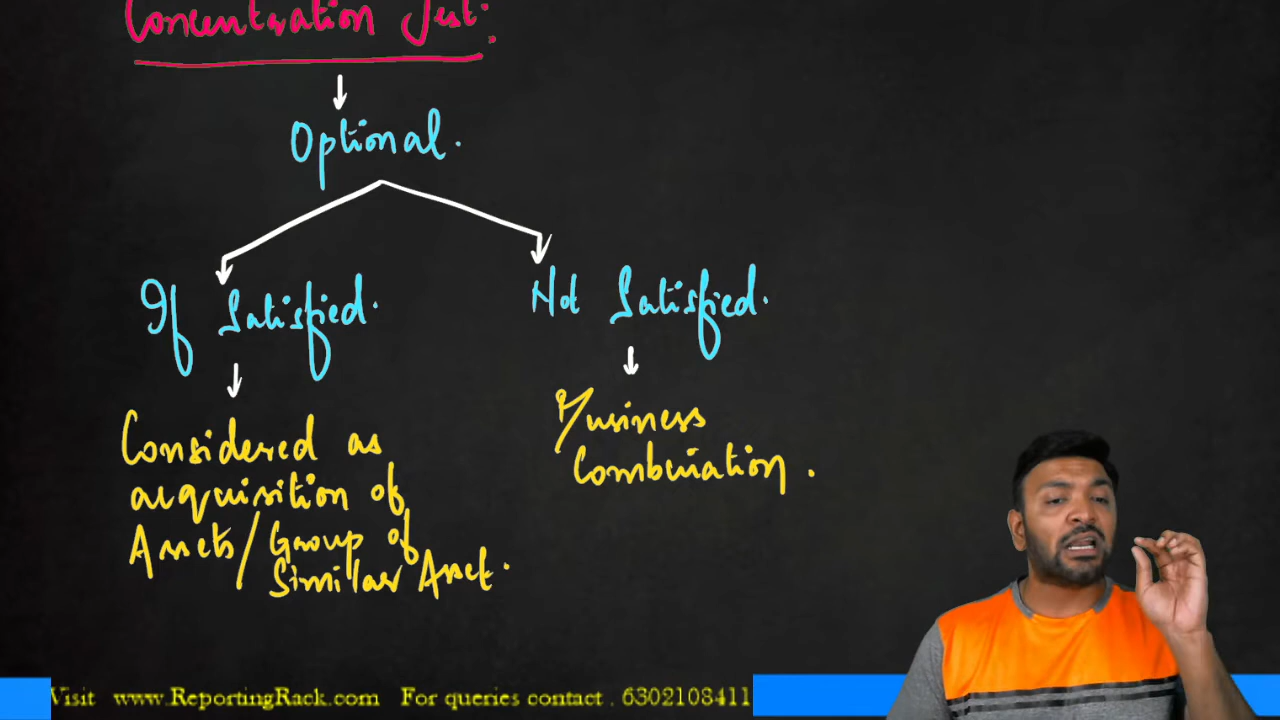 Concentration Test:
Optional.
If Satisfied.
Not Satisfied.
Considered as
acquisition of
Assets/Group of
Similar Asset.
Business
Combination.
Visit www.ReportingRack.com For queries contact . 6302108411